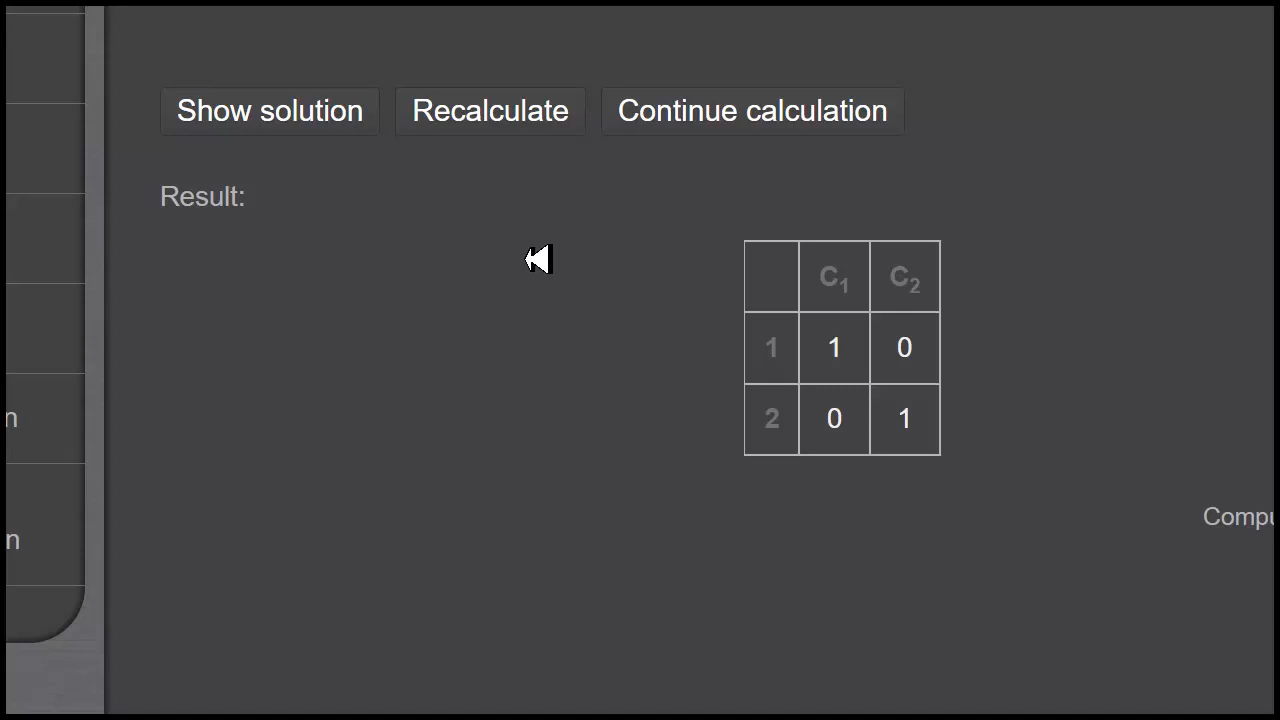 Show solution Recalculate Continue calculation
Result:
C1 C2
1 1 0
n
2 0 1
Compu
n